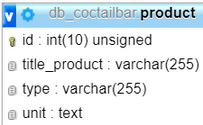 v db_coctailbar.product
id : int(10) unsigned
title_product : varchar(255)
type : varchar(255)
unit : text